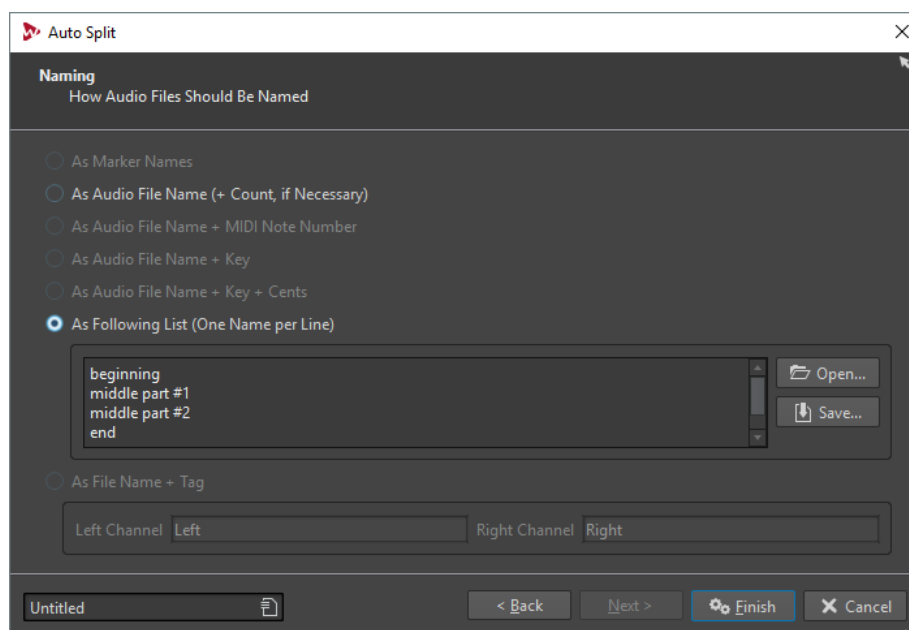 Auto Split
Naming
How Audio Files Should Be Named
As Marker Names
As Audio File Name (+ Count, if Necessary)
As Audio File Name + MIDI Note Number
As Audio File Name + Key
As Audio File Name + Key + Cents
As Following List (One Name per Line)
beginning
middle part #1
middle part #2
end
Open...
Save...
As File Name + Tag
Left Channel Left Right Channel Right
Untitled < Back Next > Finish Cancel